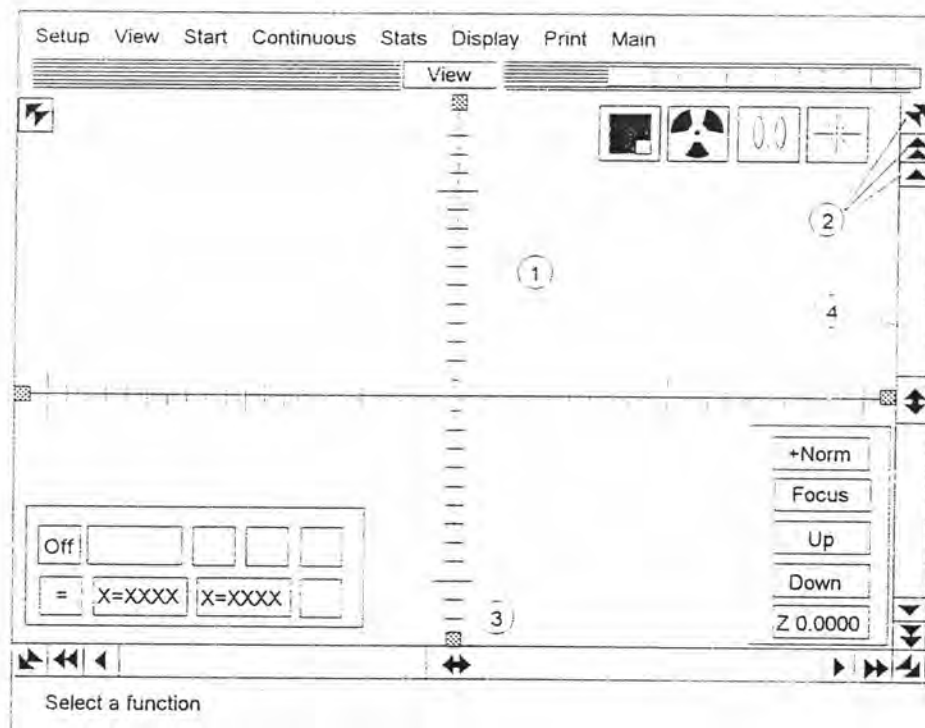 Setup View Start Continuous Stats Display Print Main
View
0.0
2
1
4
+Norm
Focus
Off
Up
Down
= X=XXXX X=XXXX
3
Z 0.0000
Select a function